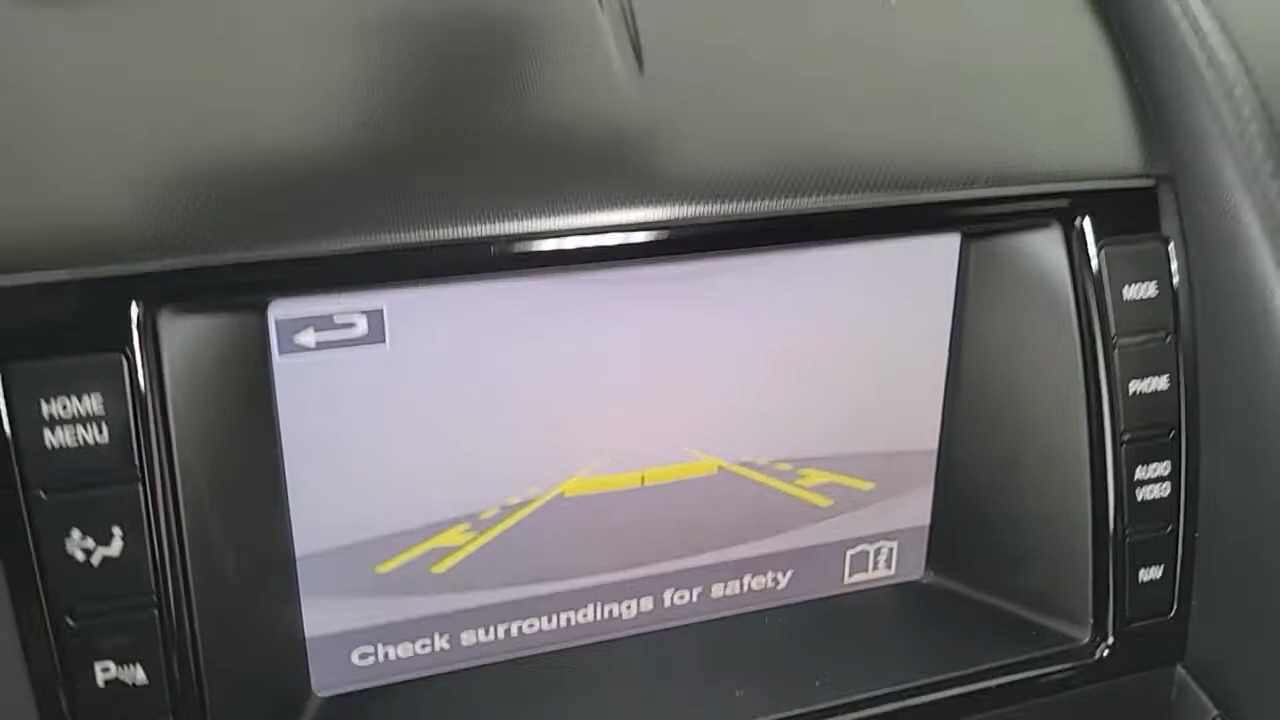 HOME
MENU
P
Check surroundings for safety
MODE
PHONE
AUDIO
VIDEO
NAV